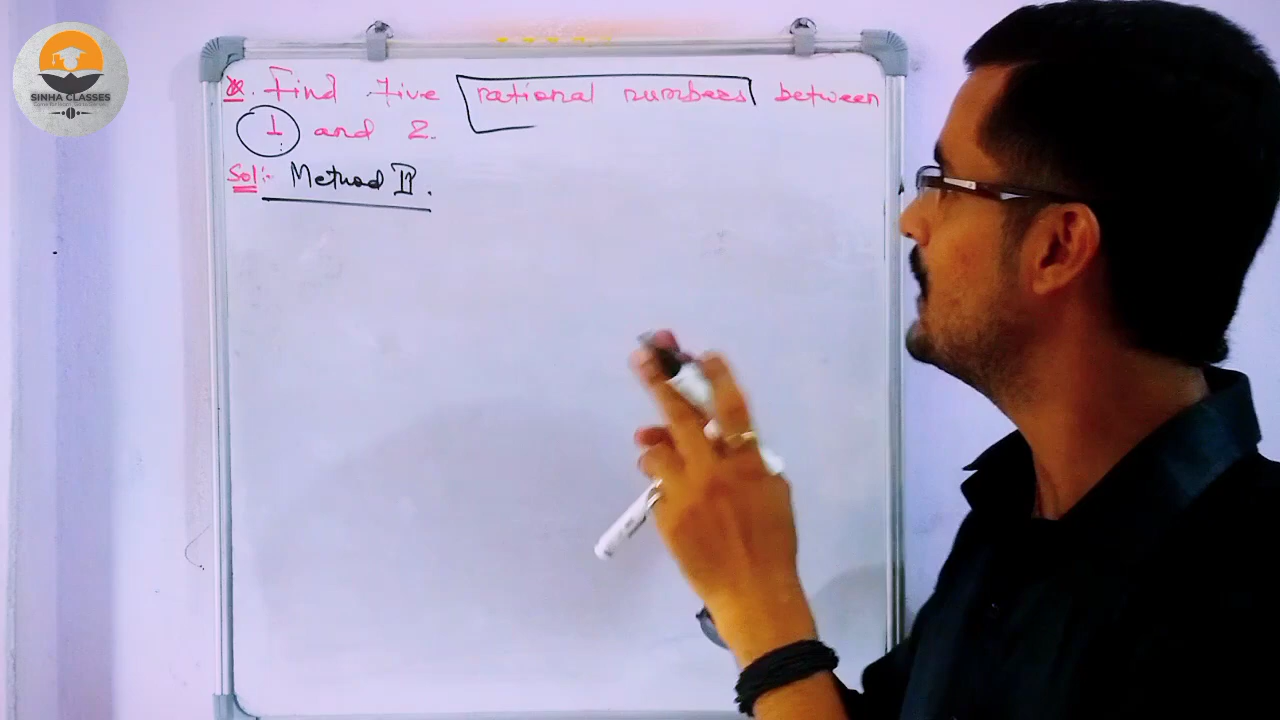 SINHA CLASSES
Q. Find five rational numbers between
1 and 2.
Sol:- Method II.